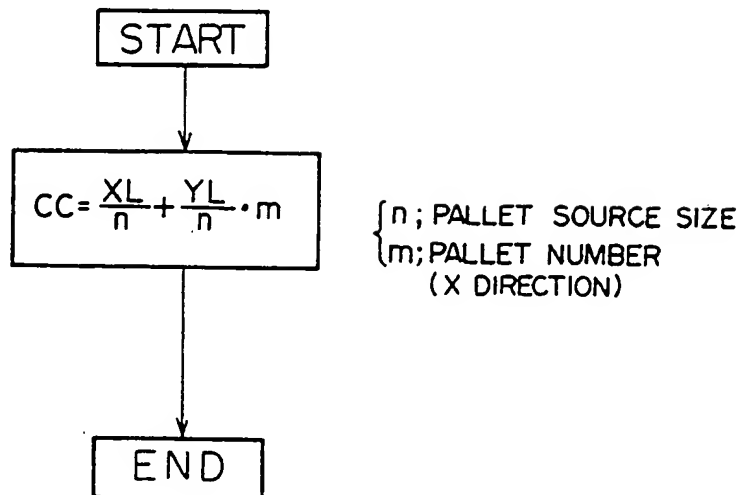 START
CC= XL/n + YL/n · m
{n; PALLET SOURCE SIZE
m; PALLET NUMBER
(X DIRECTION)
END